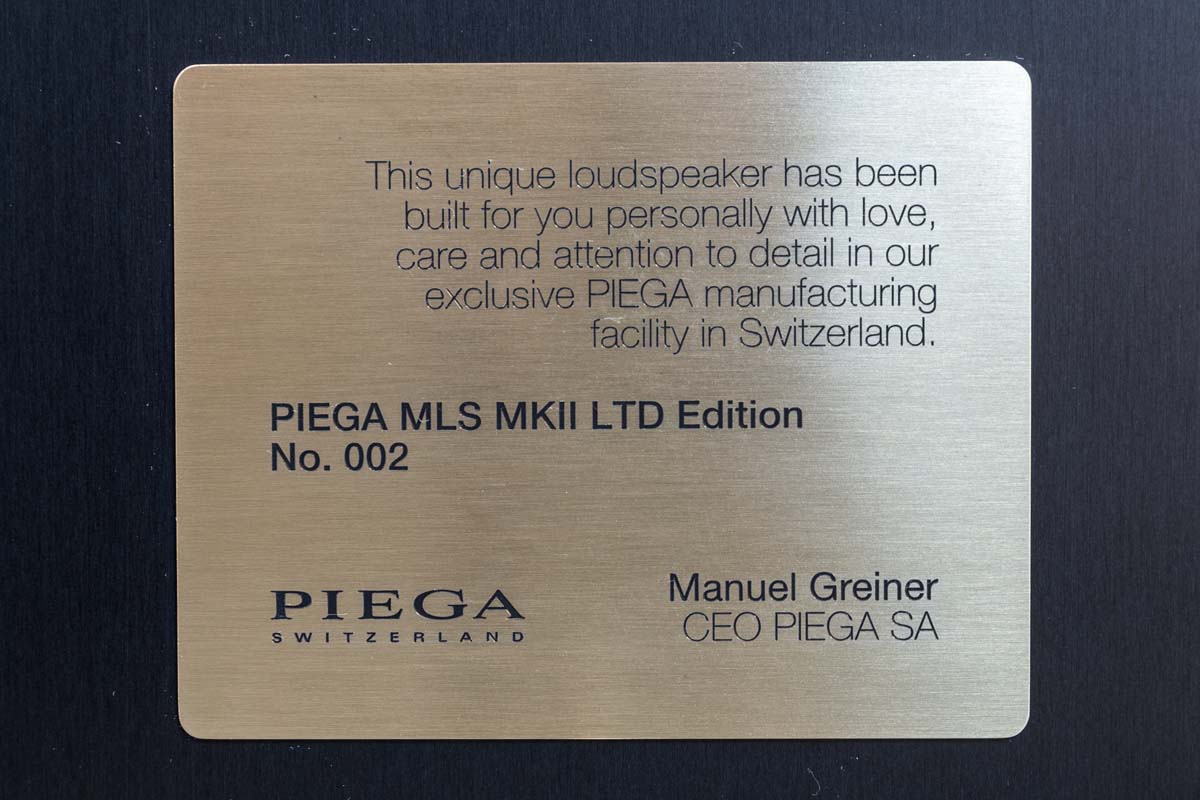 This unique loudspeaker has been
built for you personally with love,
care and attention to detail in our
exclusive PIEGA manufacturing
facility in Switzerland.
PIEGA MLS MKII LTD Edition
No. 002
PIEGA
SWITZERLAND
Manuel Greiner
CEO PIEGA SA